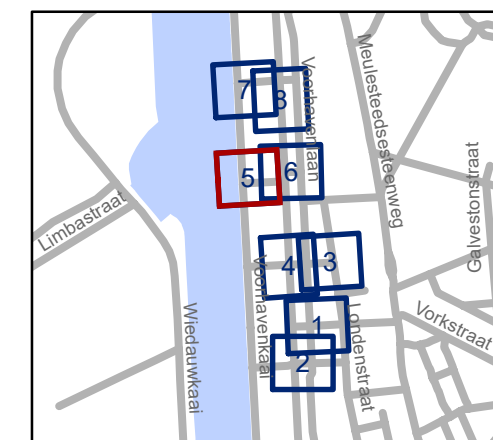 Meulesteedsesteenweg
Voorhavenlaan
7
8
5
6
Galvestonstraat
Limbastraat
4
3
Voorhavenkaai
Wiedauwkaai
1
Londenstraat
Vorkstraat
2